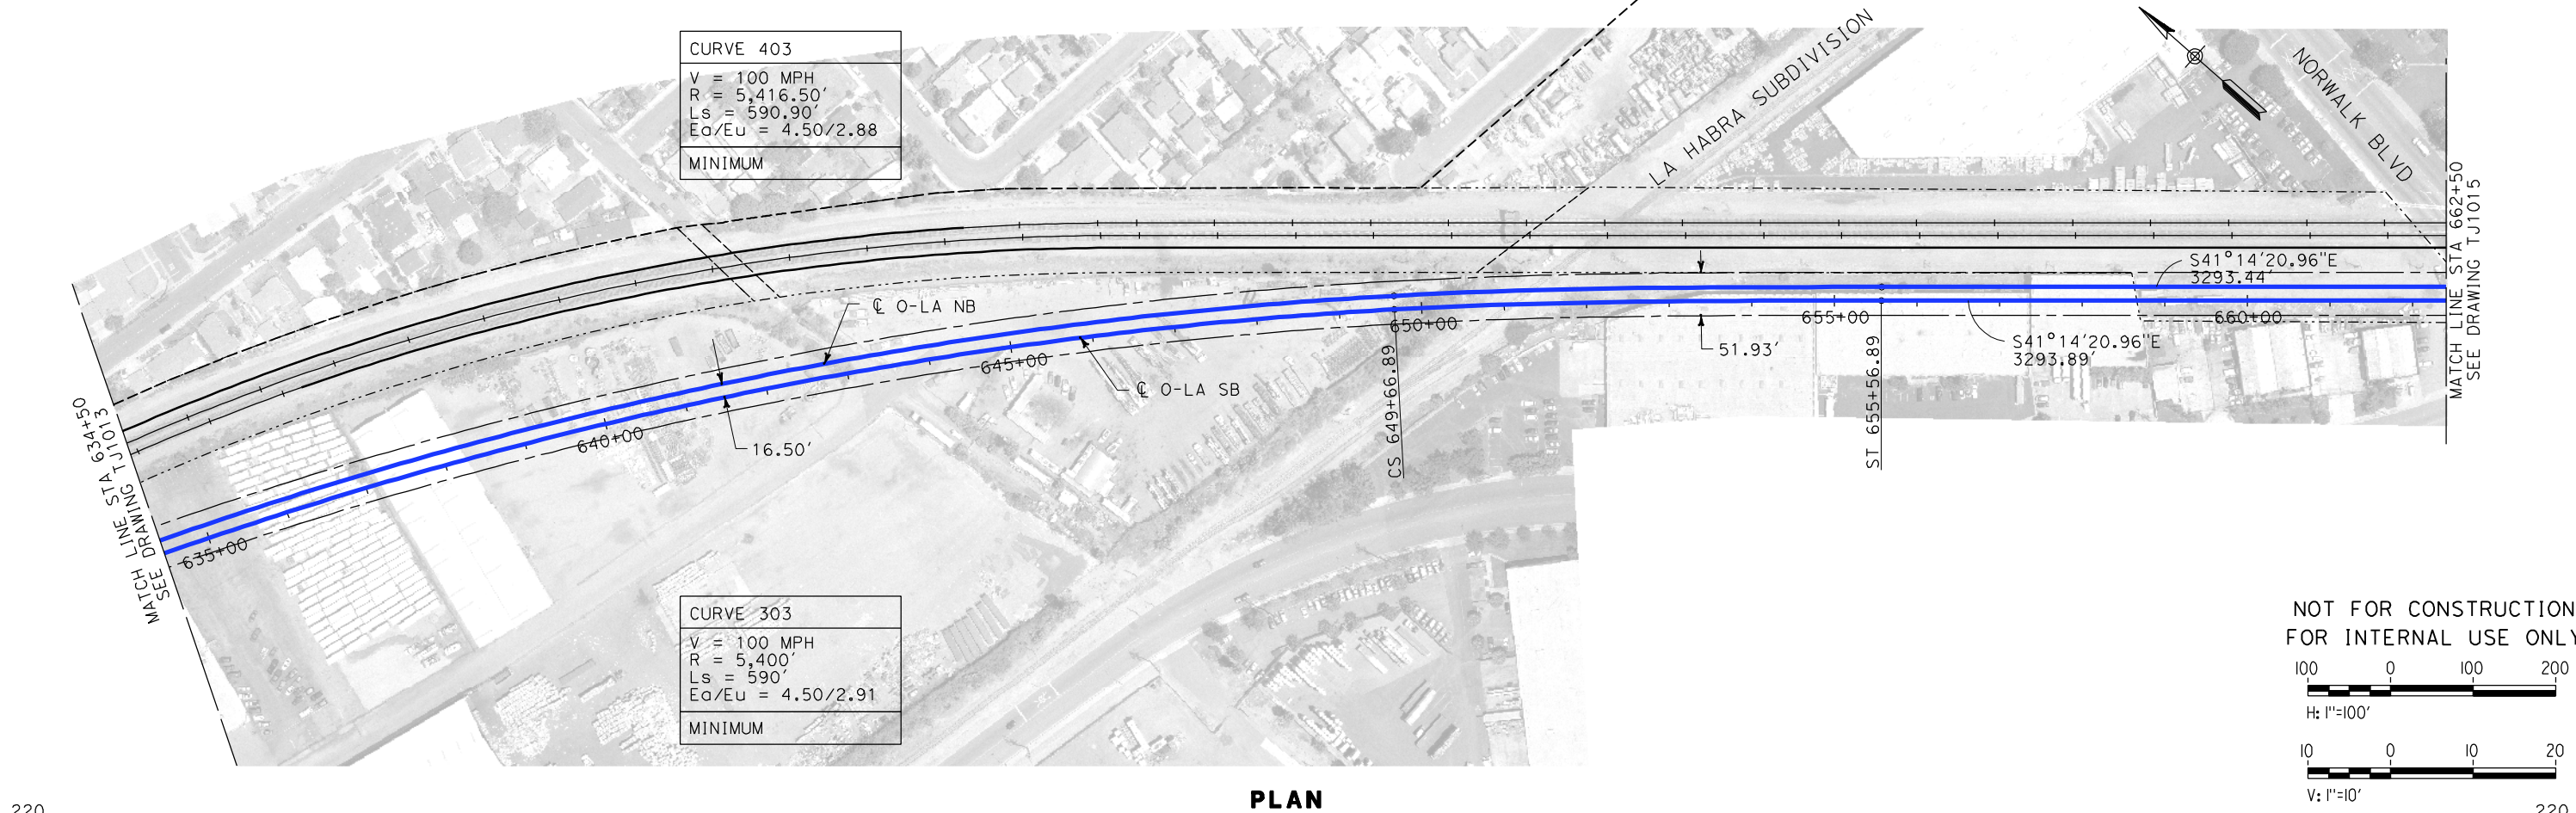 CURVE 403
V = 100 MPH
R = 5,416.50'
Ls = 590.90'
Ea/Eu = 4.50/2.88
MINIMUM
LA HABRA SUBDIVISION
NORWALK BLVD
MATCH LINE STA 662+50
SEE DRAWING TJ1015
S41°14'20.96"E
3293.44'
℄ O-LA NB
650+00
655+00
660+00
51.93'
S41°14'20.96"E
3293.89'
645+00
℄ O-LA SB
CS 649+66.89
ST 655+56.89
640+00
16.50'
MATCH LINE STA 634+50
SEE DRAWING TJ1013
635+00
CURVE 303
V = 100 MPH
R = 5,400'
Ls = 590'
Ea/Eu = 4.50/2.91
MINIMUM
NOT FOR CONSTRUCTION
FOR INTERNAL USE ONLY
100 0 100 200
H: 1"=100'
10 0 10 20
V: 1"=10'
PLAN
220
220